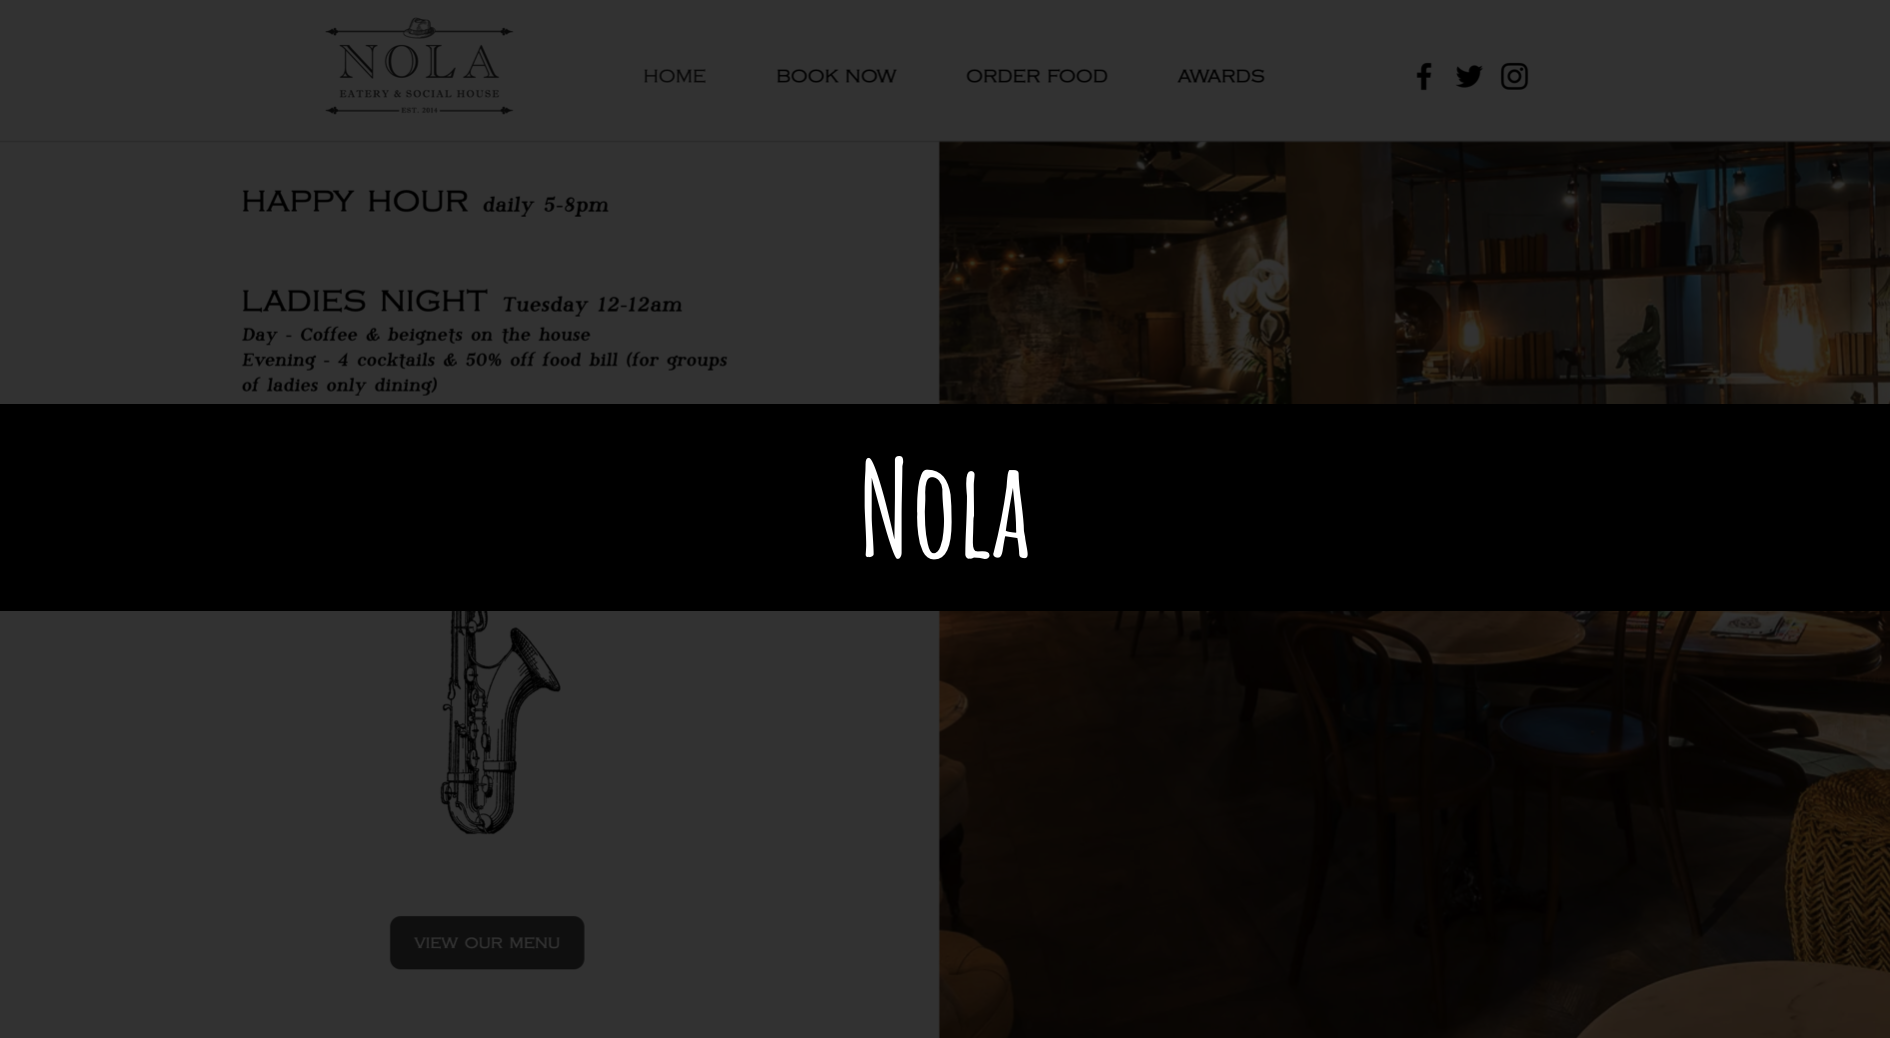 NOLA
EATERY & SOCIAL HOUSE
EST. 2014
HOME BOOK NOW ORDER FOOD AWARDS
HAPPY HOUR daily 5-8pm
LADIES NIGHT Tuesday 12-12am
Day - Coffee & beignets on the house
Evening - 4 cocktails & 50% off food bill (for groups
of ladies only dining)
NOLA
VIEW OUR MENU